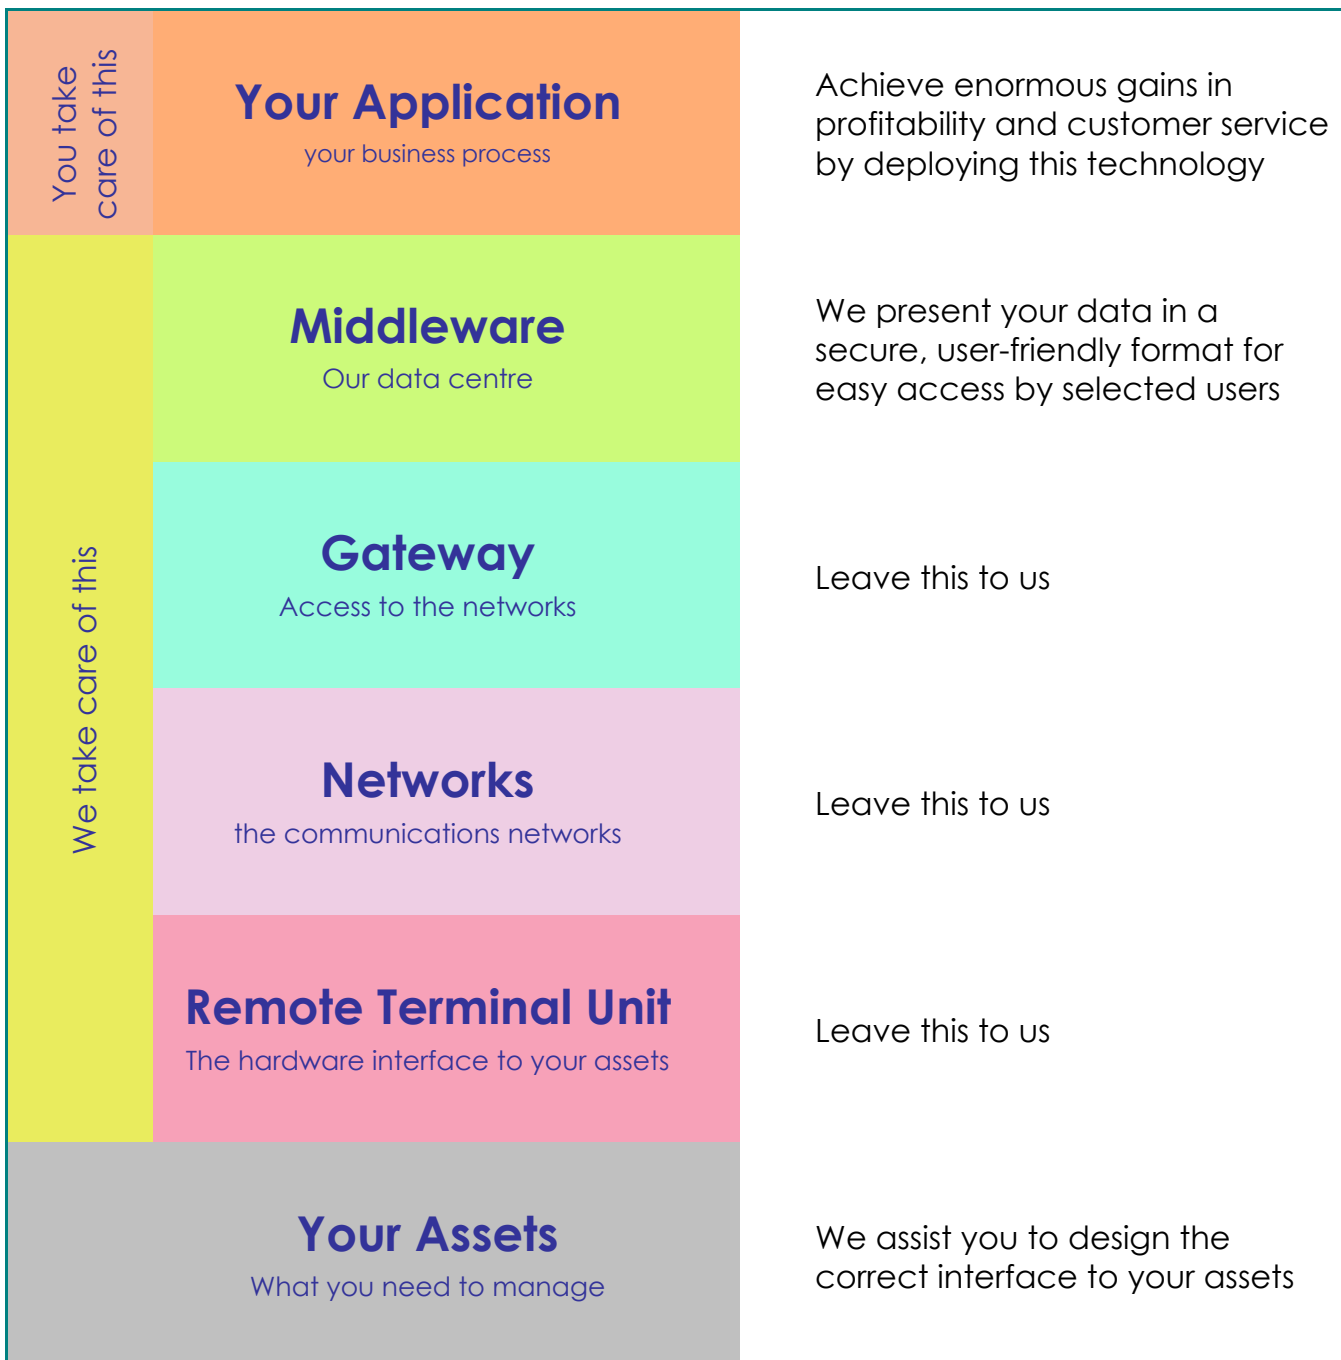 You take
care of this
Your Application
your business process
Achieve enormous gains in
profitability and customer service
by deploying this technology
We take care of this
Middleware
Our data centre
We present your data in a
secure, user-friendly format for
easy access by selected users
Gateway
Access to the networks
Leave this to us
Networks
the communications networks
Leave this to us
Remote Terminal Unit
The hardware interface to your assets
Leave this to us
Your Assets
What you need to manage
We assist you to design the
correct interface to your assets